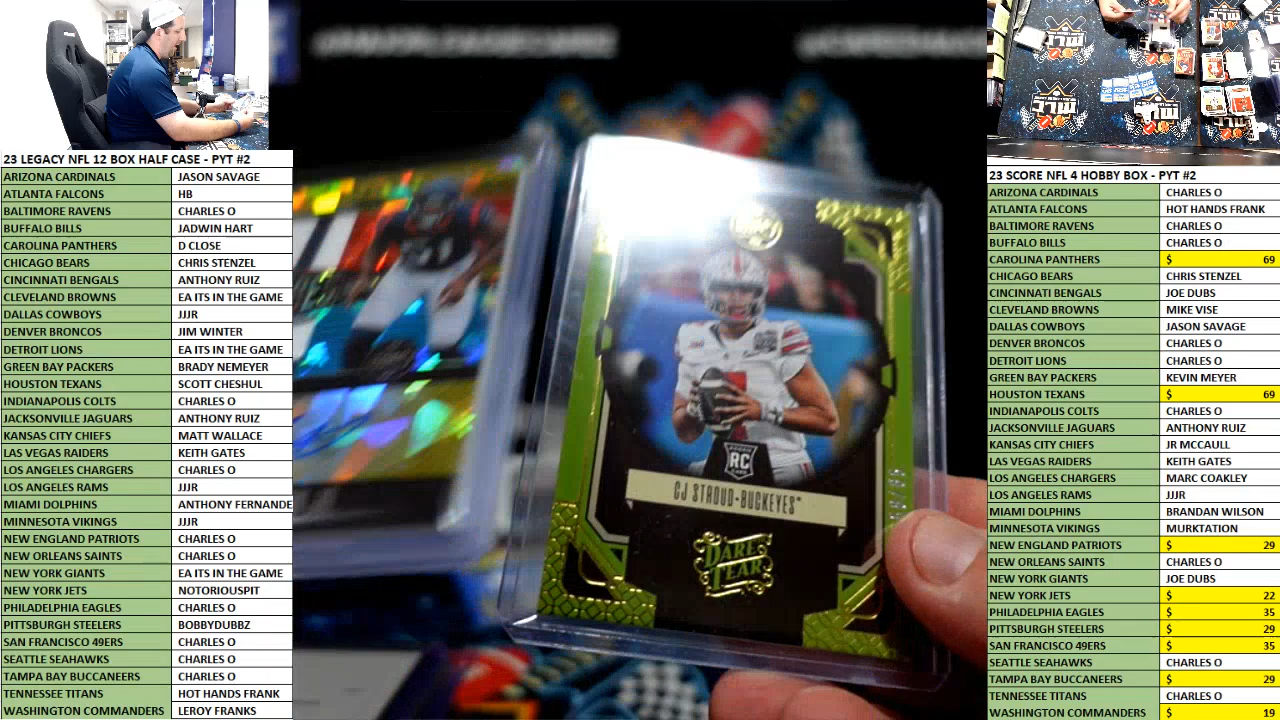 23 LEGACY NFL 12 BOX HALF CASE - PYT #2
ARIZONA CARDINALS JASON SAVAGE
ATLANTA FALCONS HB
BALTIMORE RAVENS CHARLES O
BUFFALO BILLS JADWIN HART
CAROLINA PANTHERS D CLOSE
CHICAGO BEARS CHRIS STENZEL
CINCINNATI BENGALS ANTHONY RUIZ
CLEVELAND BROWNS EA ITS IN THE GAME
DALLAS COWBOYS JJJR
DENVER BRONCOS JIM WINTER
DETROIT LIONS EA ITS IN THE GAME
GREEN BAY PACKERS BRADY NEMEYER
HOUSTON TEXANS SCOTT CHESHUL
INDIANAPOLIS COLTS CHARLES O
JACKSONVILLE JAGUARS ANTHONY RUIZ
KANSAS CITY CHIEFS MATT WALLACE
LAS VEGAS RAIDERS KEITH GATES
LOS ANGELES CHARGERS CHARLES O
LOS ANGELES RAMS JJJR
MIAMI DOLPHINS ANTHONY FERNANDE
MINNESOTA VIKINGS JJJR
NEW ENGLAND PATRIOTS CHARLES O
NEW ORLEANS SAINTS CHARLES O
NEW YORK GIANTS EA ITS IN THE GAME
NEW YORK JETS NOTORIOUSPIT
PHILADELPHIA EAGLES CHARLES O
PITTSBURGH STEELERS BOBBYDUBBZ
SAN FRANCISCO 49ERS CHARLES O
SEATTLE SEAHAWKS CHARLES O
TAMPA BAY BUCCANEERS CHARLES O
TENNESSEE TITANS HOT HANDS FRANK
WASHINGTON COMMANDERS LEROY FRANKS
ROOKIE
RC
CARD
CJ STROUD-BUCKEYES
DARE
TO
TEAR
23 SCORE NFL 4 HOBBY BOX - PYT #2
ARIZONA CARDINALS CHARLES O
ATLANTA FALCONS HOT HANDS FRANK
BALTIMORE RAVENS CHARLES O
BUFFALO BILLS CHARLES O
CAROLINA PANTHERS $ 69
CHICAGO BEARS CHRIS STENZEL
CINCINNATI BENGALS JOE DUBS
CLEVELAND BROWNS MIKE VISE
DALLAS COWBOYS JASON SAVAGE
DENVER BRONCOS CHARLES O
DETROIT LIONS CHARLES O
GREEN BAY PACKERS KEVIN MEYER
HOUSTON TEXANS $ 69
INDIANAPOLIS COLTS CHARLES O
JACKSONVILLE JAGUARS ANTHONY RUIZ
KANSAS CITY CHIEFS JR MCCAULL
LAS VEGAS RAIDERS KEITH GATES
LOS ANGELES CHARGERS MARC COAKLEY
LOS ANGELES RAMS JJJR
MIAMI DOLPHINS BRANDAN WILSON
MINNESOTA VIKINGS MURKTATION
NEW ENGLAND PATRIOTS $ 29
NEW ORLEANS SAINTS CHARLES O
NEW YORK GIANTS JOE DUBS
NEW YORK JETS $ 22
PHILADELPHIA EAGLES $ 35
PITTSBURGH STEELERS $ 29
SAN FRANCISCO 49ERS $ 35
SEATTLE SEAHAWKS CHARLES O
TAMPA BAY BUCCANEERS $ 29
TENNESSEE TITANS CHARLES O
WASHINGTON COMMANDERS $ 19